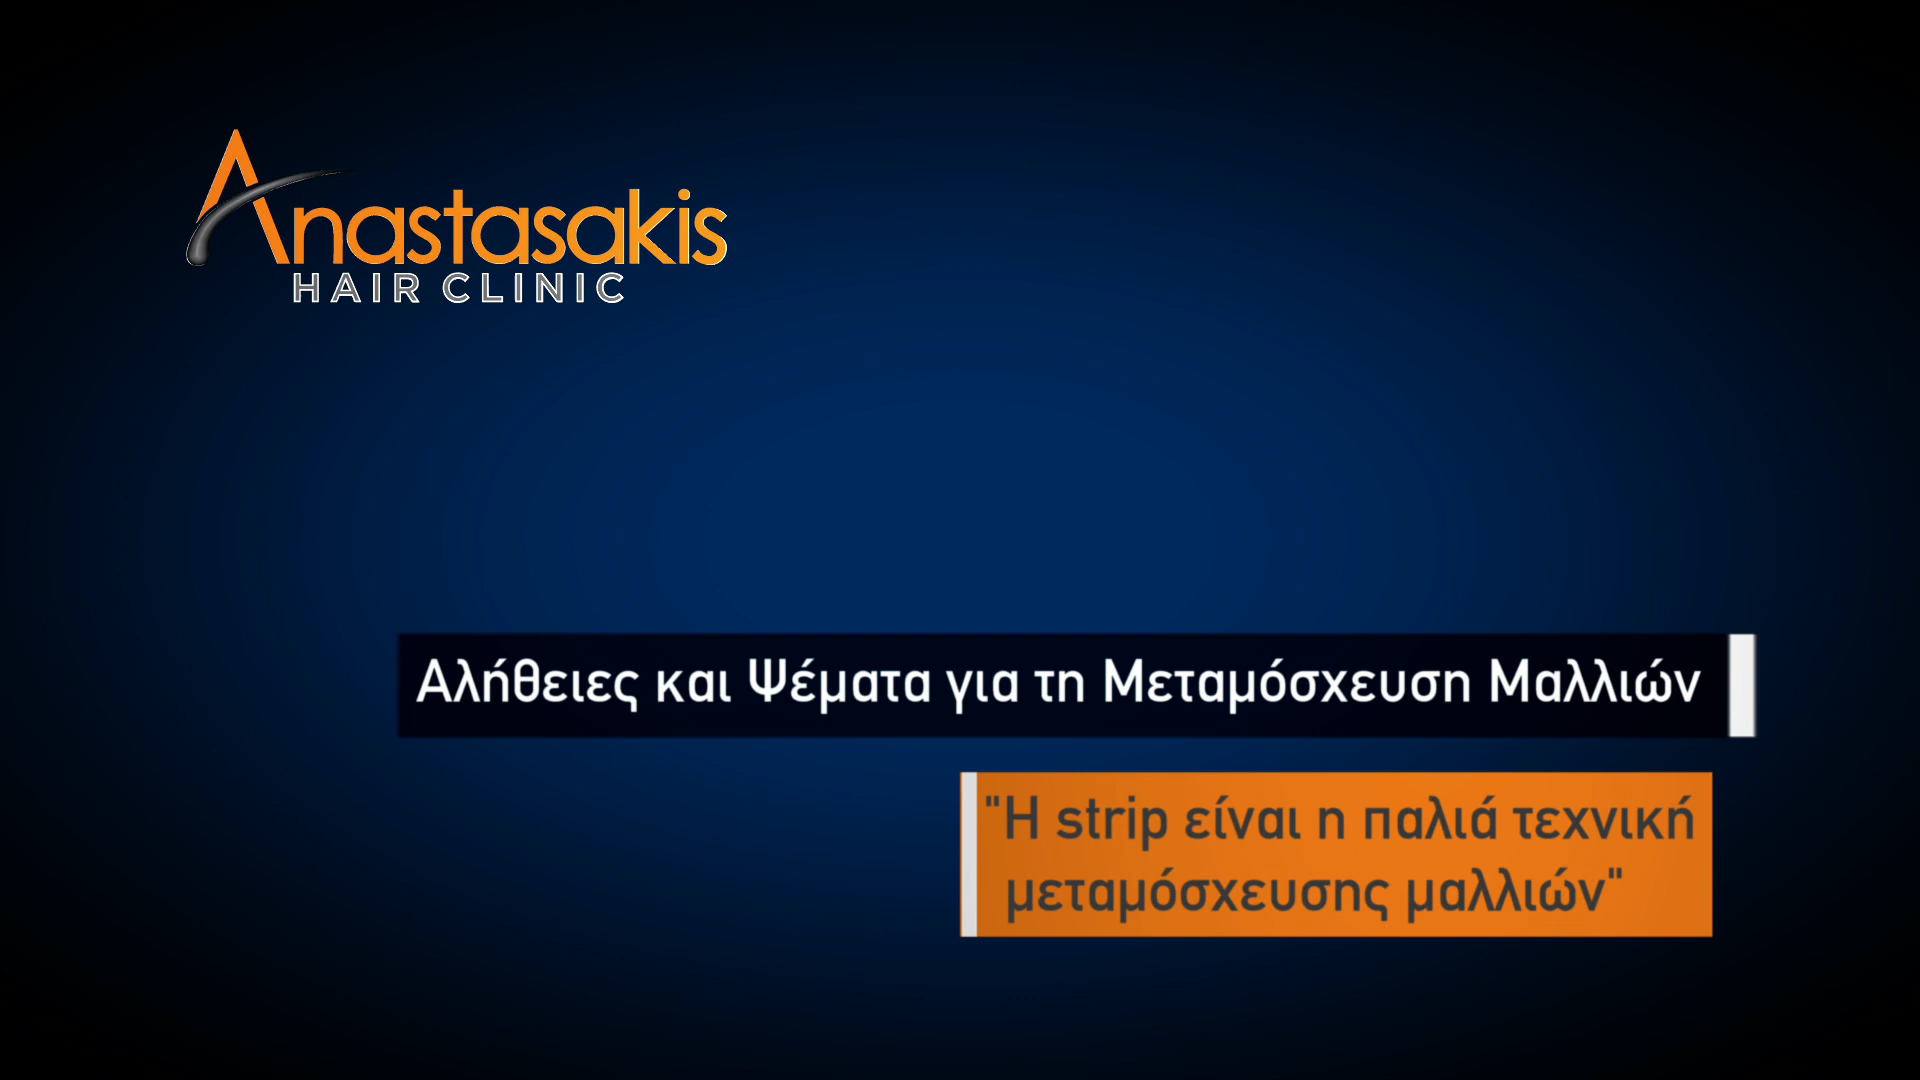 Anastasakis
HAIR CLINIC
Αλήθειες και Ψέματα για τη Μεταμόσχευση Μαλλιών
"Η strip είναι η παλιά τεχνική
μεταμόσχευσης μαλλιών"